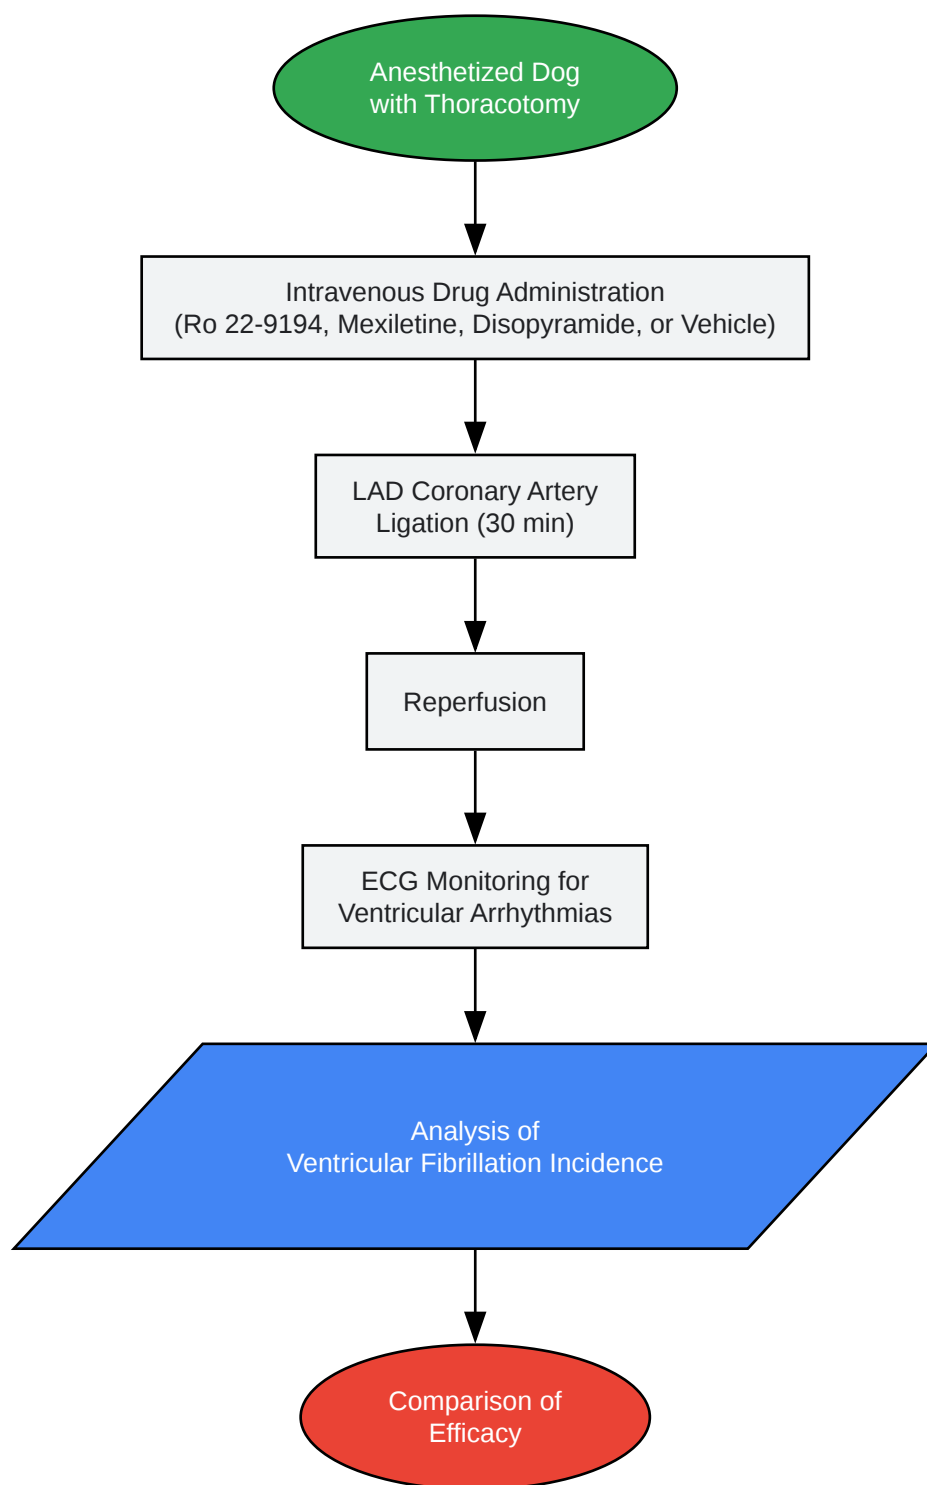 Anesthetized Dog
with Thoracotomy
Intravenous Drug Administration
(Ro 22-9194, Mexiletine, Disopyramide, or Vehicle)
LAD Coronary Artery
Ligation (30 min)
Reperfusion
ECG Monitoring for
Ventricular Arrhythmias
Analysis of
Ventricular Fibrillation Incidence
Comparison of
Efficacy